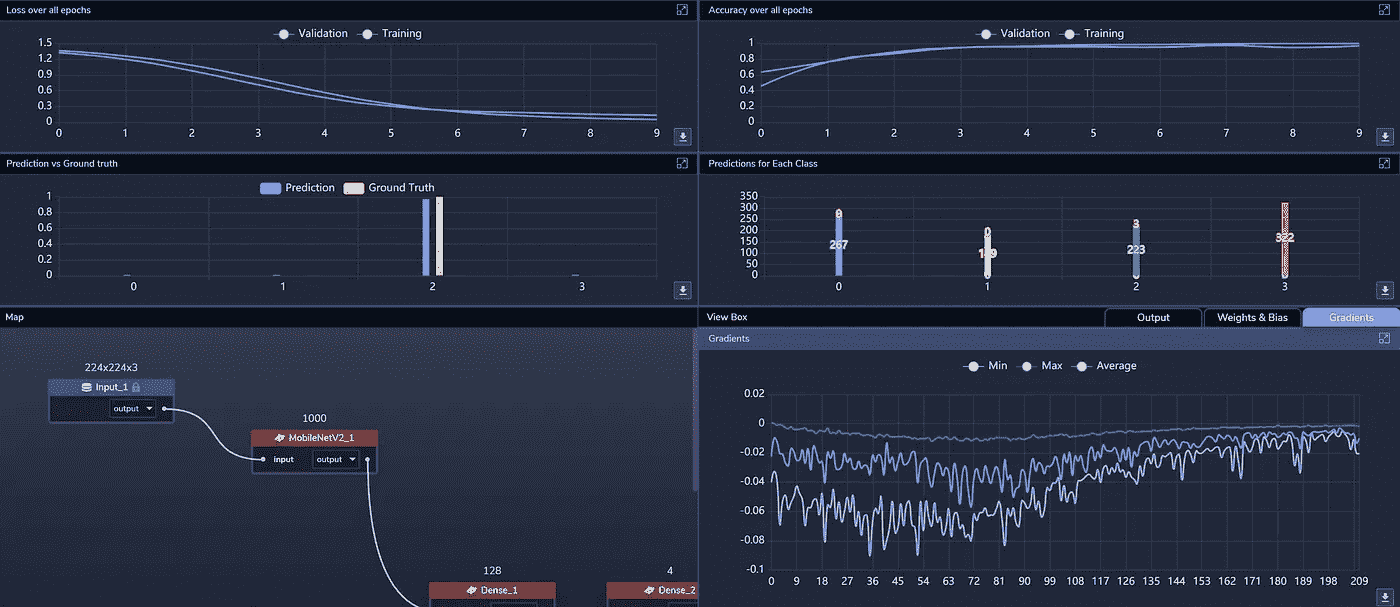 Loss over all epochs
Validation Training
1.5
1.2
0.9
0.6
0.3
0
0 1 2 3 4 5 6 7 8 9
Accuracy over all epochs
Validation Training
1
0.8
0.6
0.4
0.2
0
0 1 2 3 4 5 6 7 8 9
Prediction vs Ground truth
Prediction Ground Truth
1
0.8
0.6
0.4
0.2
0
0 1 2 3
Predictions for Each Class
350
300
250
200
150
100
50
0
267
0
3
223
0 1 2 3
Map
224x224x3
Input_1
output
1000
MobileNetV2_1
input output
128
Dense_1
4
Dense_2
View Box
Output Weights & Bias Gradients
Gradients
Min Max Average
0.02
0
-0.02
-0.04
-0.06
-0.08
-0.1
0 9 18 27 36 45 54 63 72 81 90 99 108 117 126 135 144 153 162 171 180 189 198 209